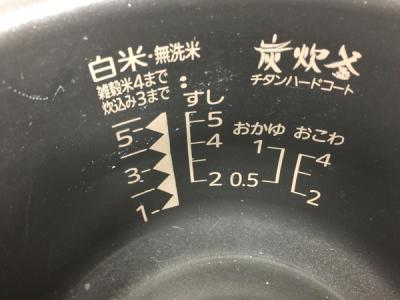 白米・無洗米
雑穀米4まで
炊込み3まで
炭炊釜
チタンハードコート
すし
おかゆ
おこわ
5
3
1
5
4
2
1
0.5
4
2